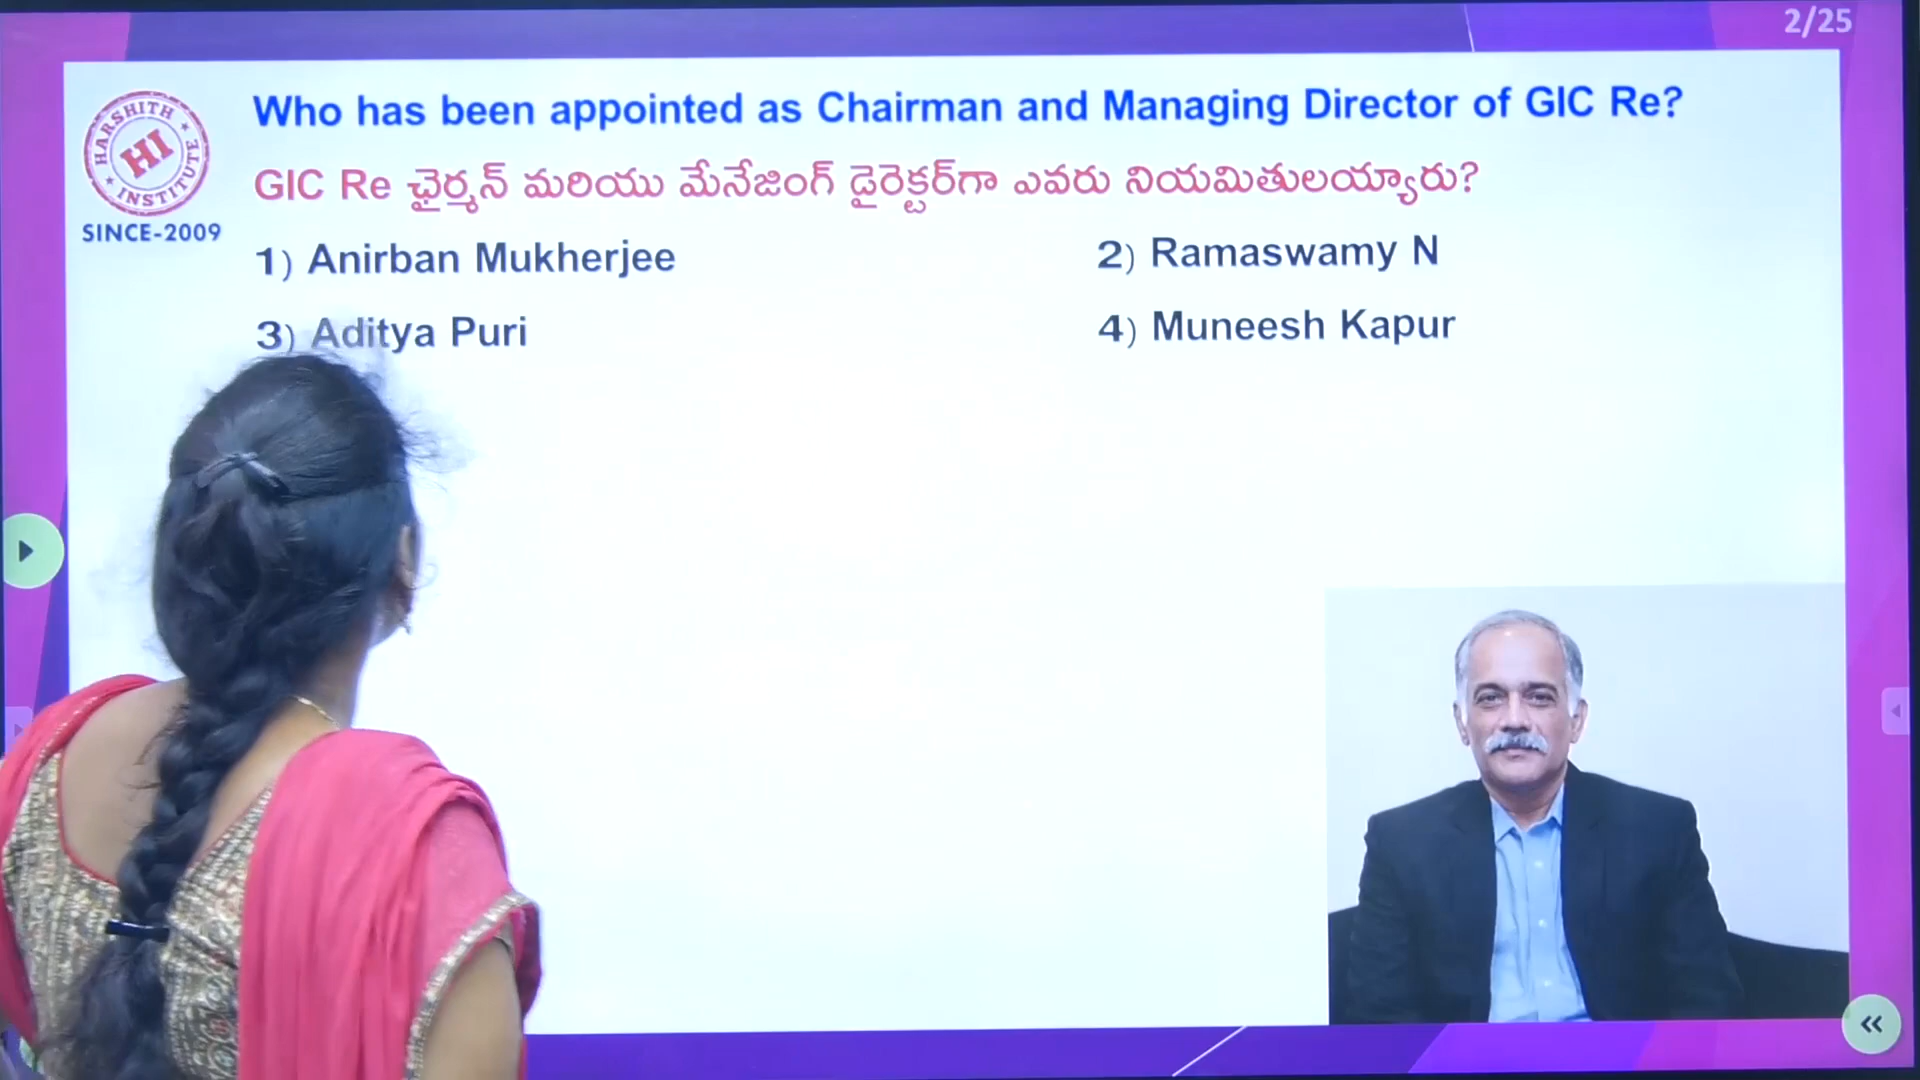 2/25
HARSHITH
HI
INSTITUTE
SINCE-2009
Who has been appointed as Chairman and Managing Director of GIC Re?
GIC Re ఛైర్మన్ మరియు మేనేజింగ్ డైరెక్టర్‌గా ఎవరు నియమితులయ్యారు?
1) Anirban Mukherjee
2) Ramaswamy N
3) Aditya Puri
4) Muneesh Kapur